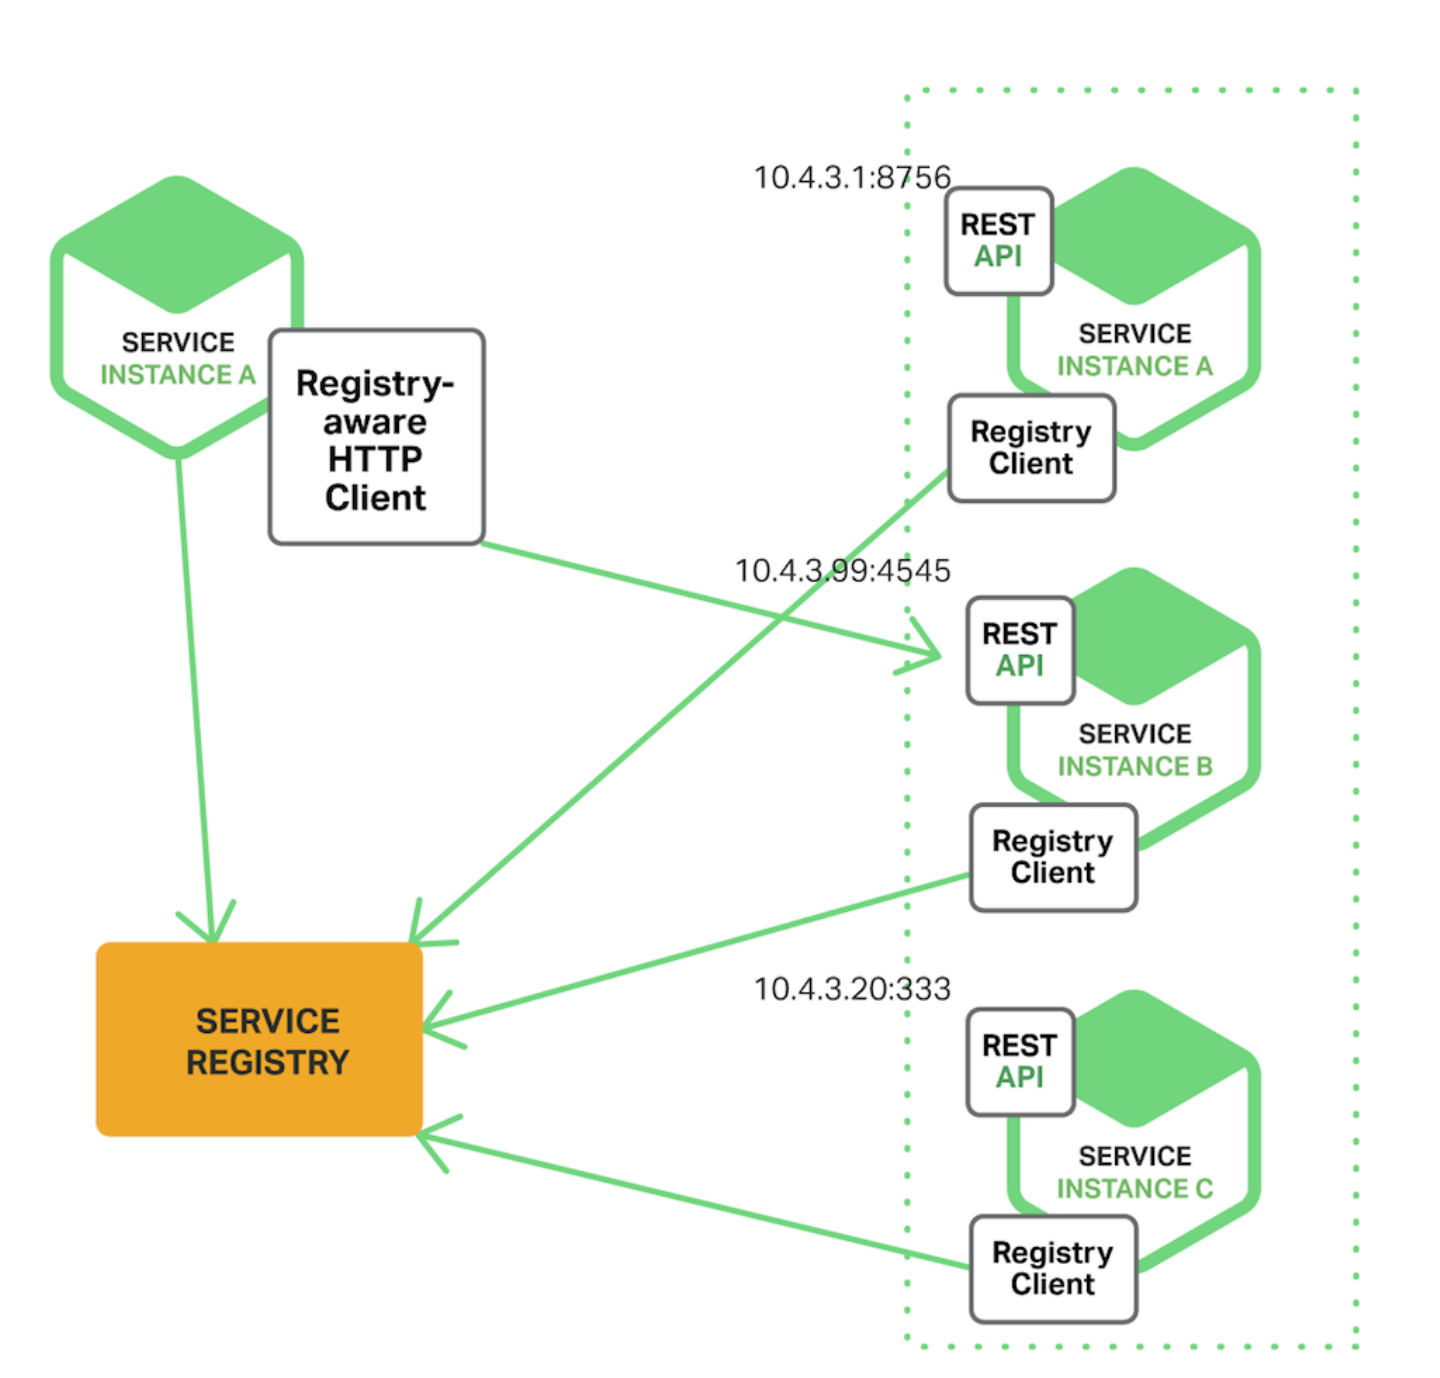 SERVICE
INSTANCE A
Registry-
aware
HTTP
Client
SERVICE
REGISTRY
10.4.3.1:8756
REST
API
SERVICE
INSTANCE A
Registry
Client
10.4.3.99:4545
REST
API
SERVICE
INSTANCE B
Registry
Client
10.4.3.20:333
REST
API
SERVICE
INSTANCE C
Registry
Client